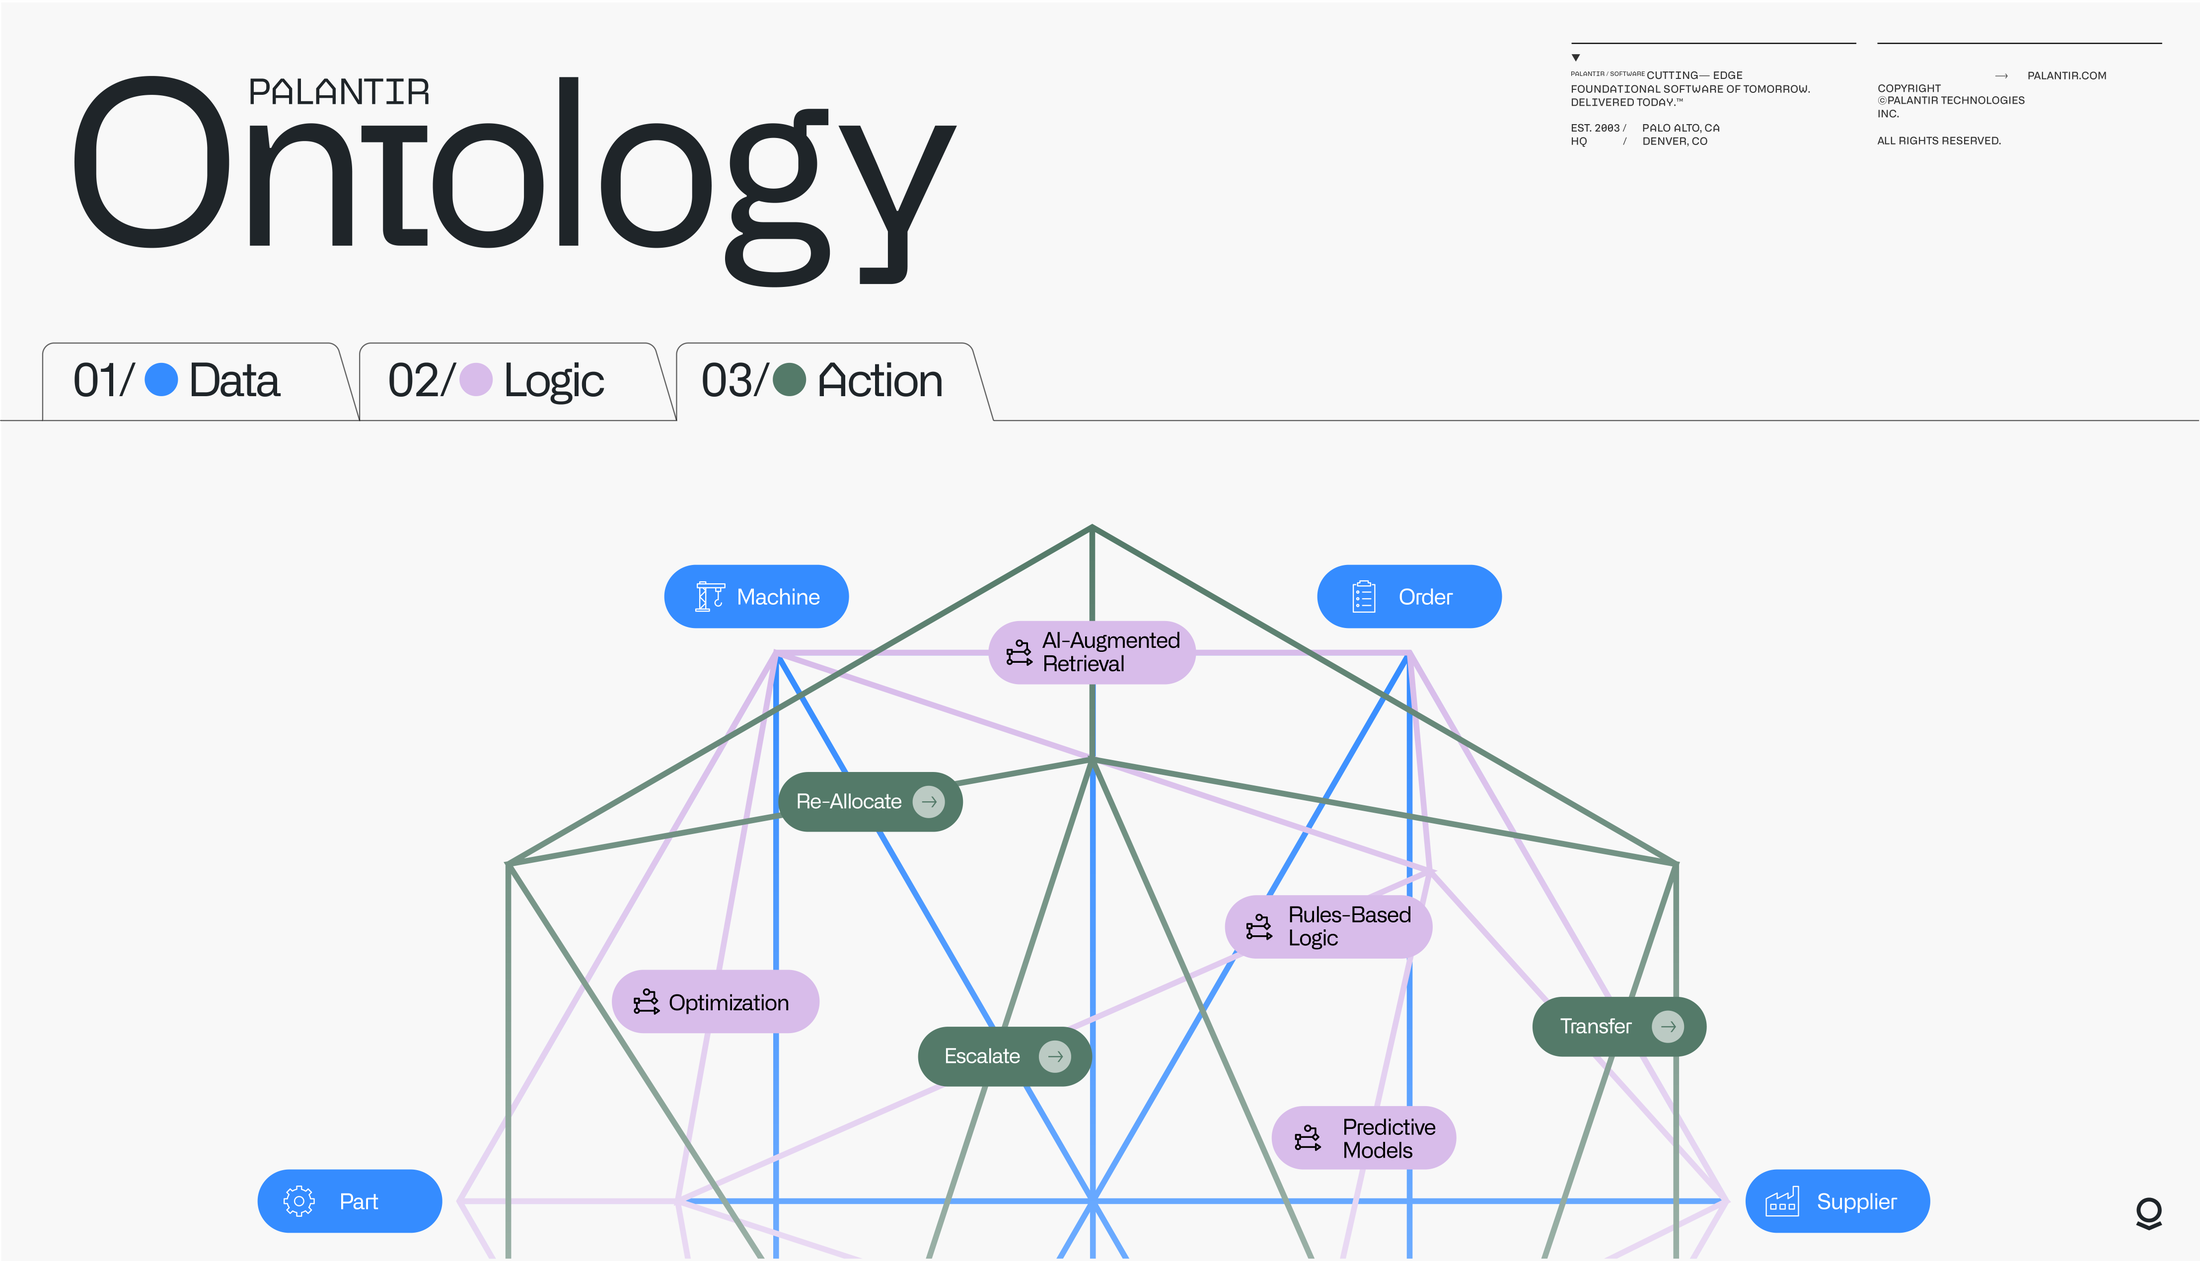 PALANTIR
Ontology
PALANTIR / SOFTWARE CUTTING— EDGE
FOUNDATIONAL SOFTWARE OF TOMORROW.
DELIVERED TODAY.™
EST. 2003 / PALO ALTO, CA
HQ / DENVER, CO
→ PALANTIR.COM
COPYRIGHT
©PALANTIR TECHNOLOGIES
INC.
ALL RIGHTS RESERVED.
01/ Data
02/ Logic
03/ Action
Machine
Order
AI-Augmented
Retrieval
Re-Allocate →
Rules-Based
Logic
Optimization
Transfer →
Escalate →
Predictive
Models
Part
Supplier